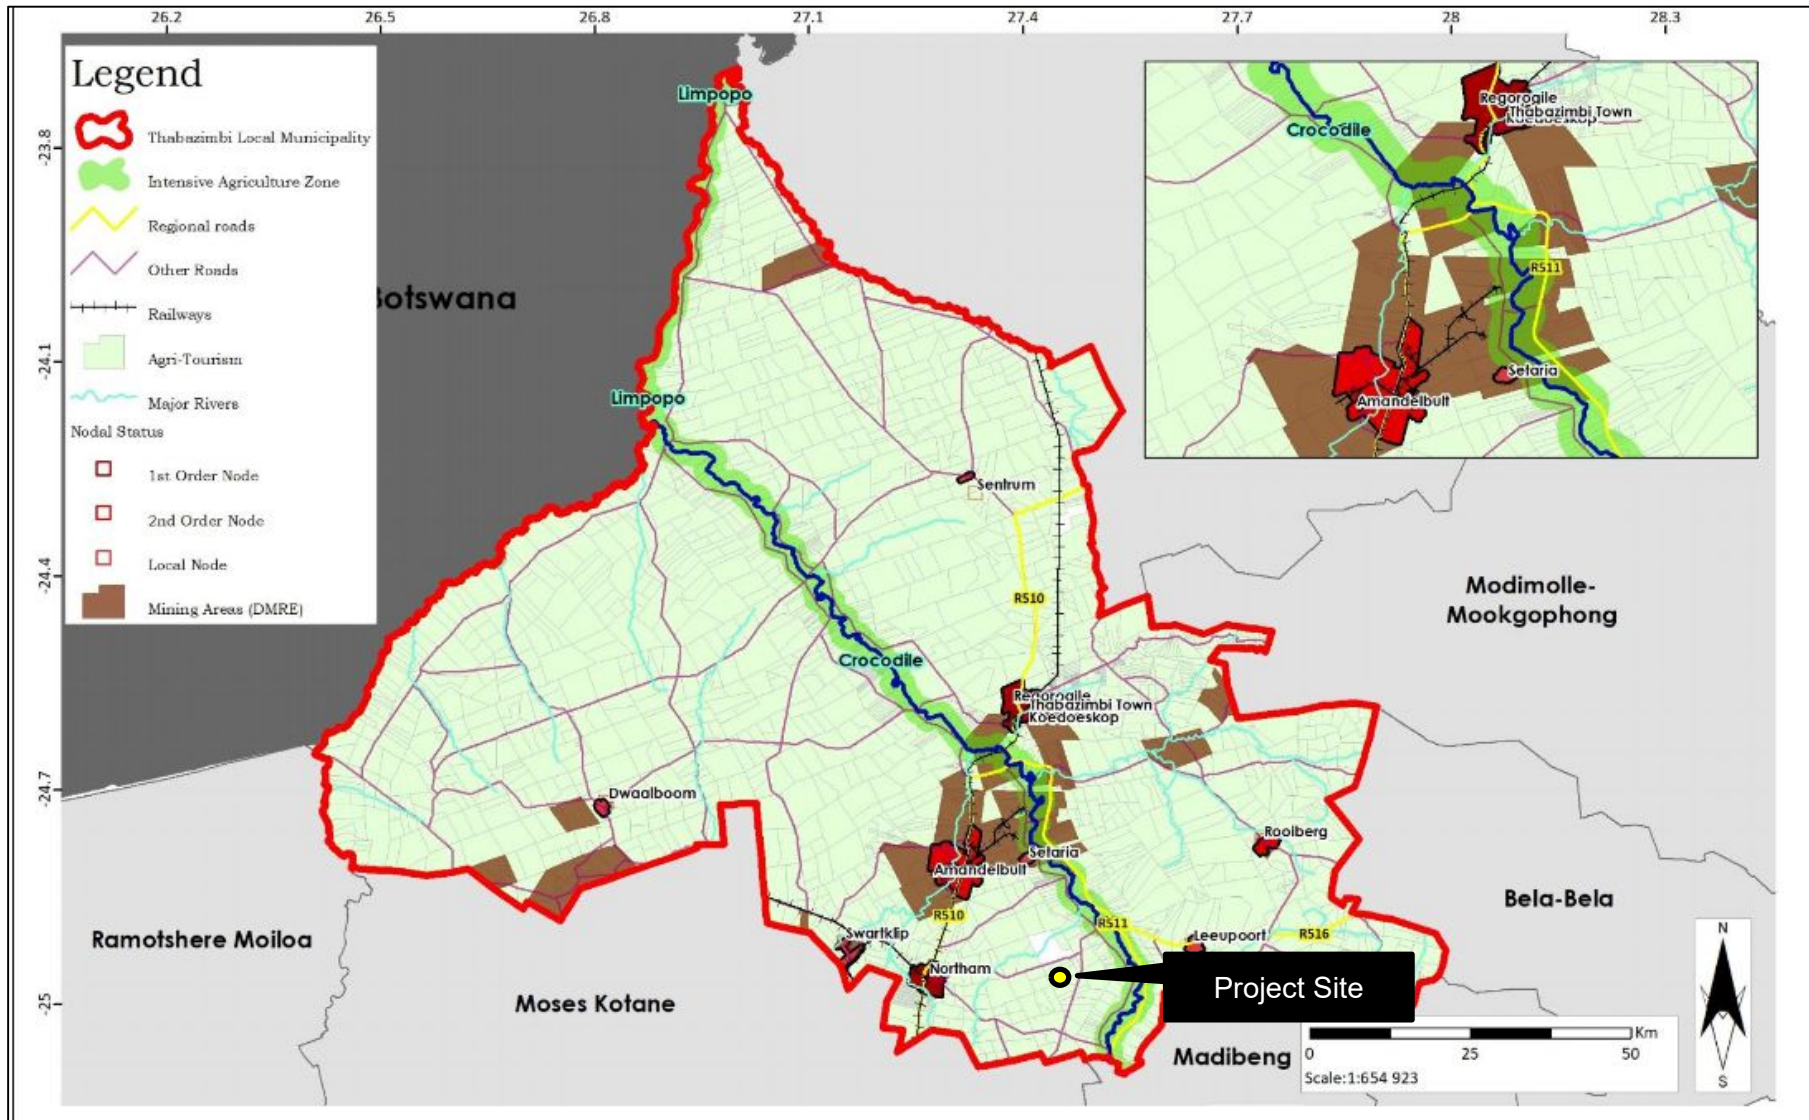 26.2
26.5
26.8
27.1
27.4
27.7
28
28.3
-23.8
-24.1
-24.4
-24.7
-25
Legend
Thabazimbi Local Municipality
Intensive Agriculture Zone
Regional roads
Other Roads
Railways
Agri-Tourism
Major Rivers
Nodal Status
1st Order Node
2nd Order Node
Local Node
Mining Areas (DMRE)
Botswana
Limpopo
Limpopo
Sentrum
R510
Crocodile
Regorogile
Thabazimbi Town
Koedoeskop
Dwaalboom
Setaria
Amandelbult
Rooiberg
R510
R511
Swartklip
Leeupoort
R516
Northam
Project Site
Ramotshere Moiloa
Moses Kotane
Madibeng
Modimolle-
Mookgophong
Bela-Bela
Regorogile
Thabazimbi Town
Koedoeskop
Crocodile
R511
Setaria
Amandelbult
N
S
Km
0 25 50
Scale:1:654 923